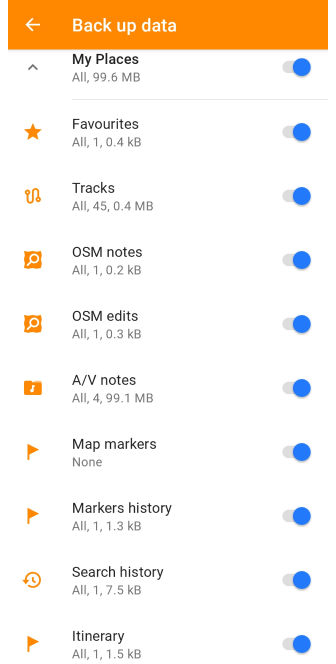 Back up data
My Places
All, 99.6 MB
Favourites
All, 1, 0.4 kB
Tracks
All, 45, 0.4 MB
OSM notes
All, 1, 0.2 kB
OSM edits
All, 1, 0.3 kB
A/V notes
All, 4, 99.1 MB
Map markers
None
Markers history
All, 1, 1.3 kB
Search history
All, 1, 7.5 kB
Itinerary
All, 1, 1.5 kB